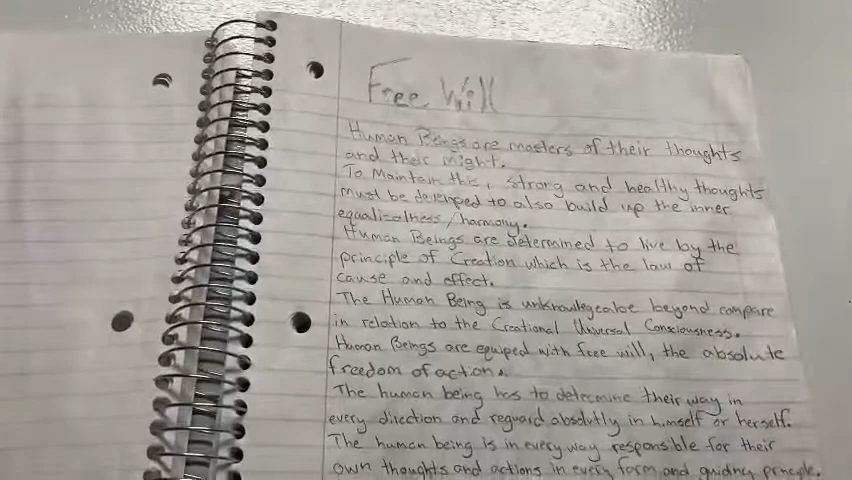 Free Will
Human Beings are masters of their thoughts
and their might.
To Maintain this, strong and healthy thoughts
must be developed to also build up the inner
equalizalness/harmony.
Human Beings are determined to live by the
principle of Creation which is the law of
cause and effect.
The Human Being is unknowlegeabe beyond compare
in relation to the Creational Universal Consciousness.
Human Beings are equiped with free will, the absolute
freedom of action.
The human being has to determine their way in
every direction and reguard absolutly in himself or herself.
The human being is in every way responsible for their
own thoughts and actions in every form and guiding princple.